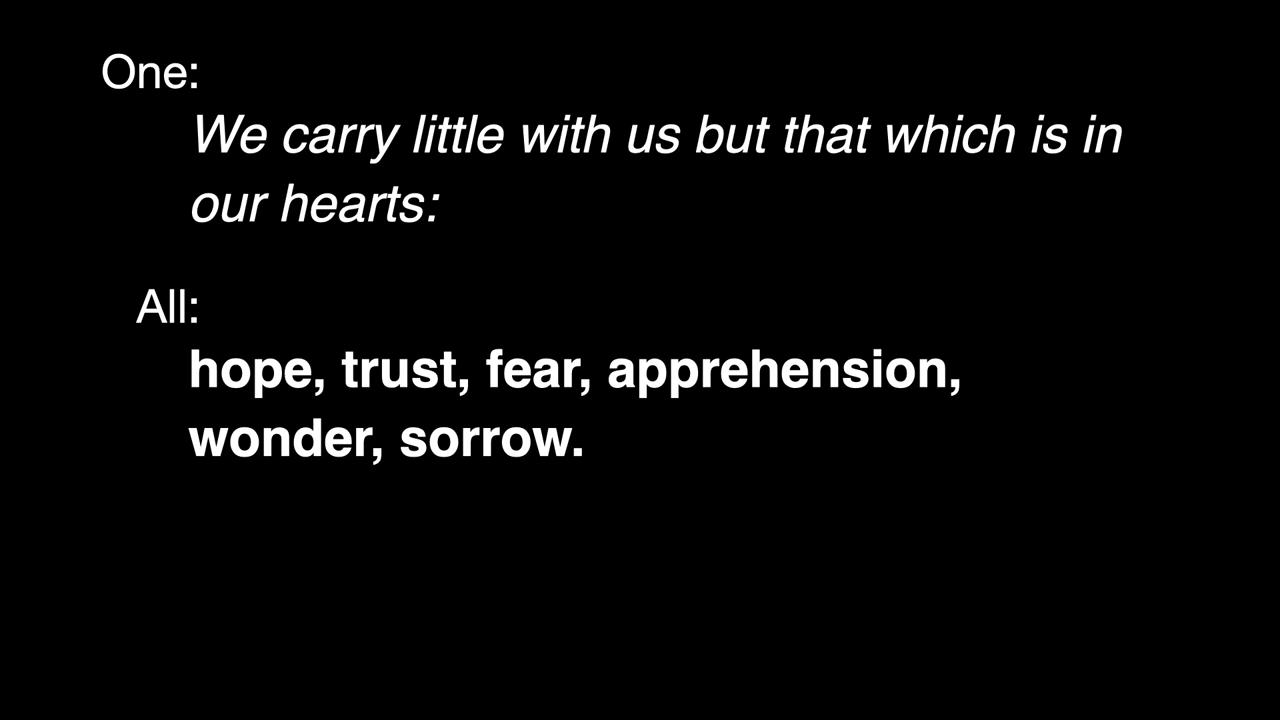 One:
We carry little with us but that which is in
our hearts:
All:
hope, trust, fear, apprehension,
wonder, sorrow.